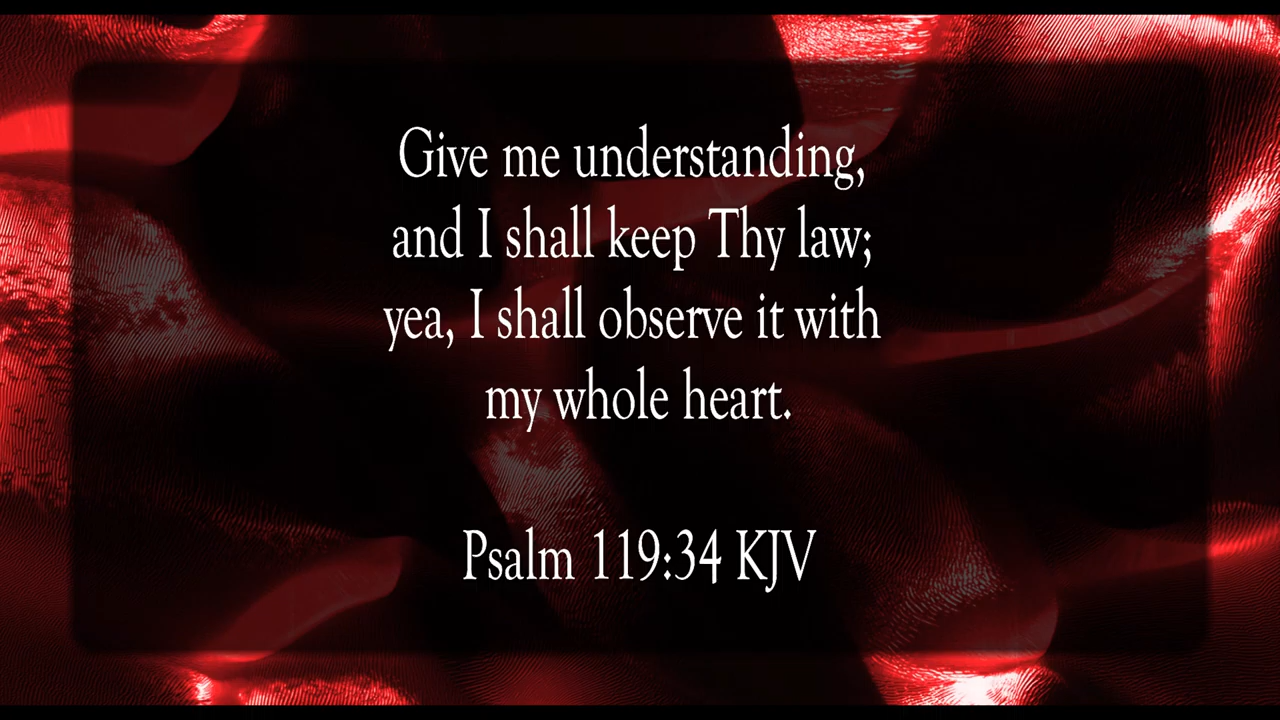 Give me understanding,
and I shall keep Thy law;
yea, I shall observe it with
my whole heart.
Psalm 119:34 KJV